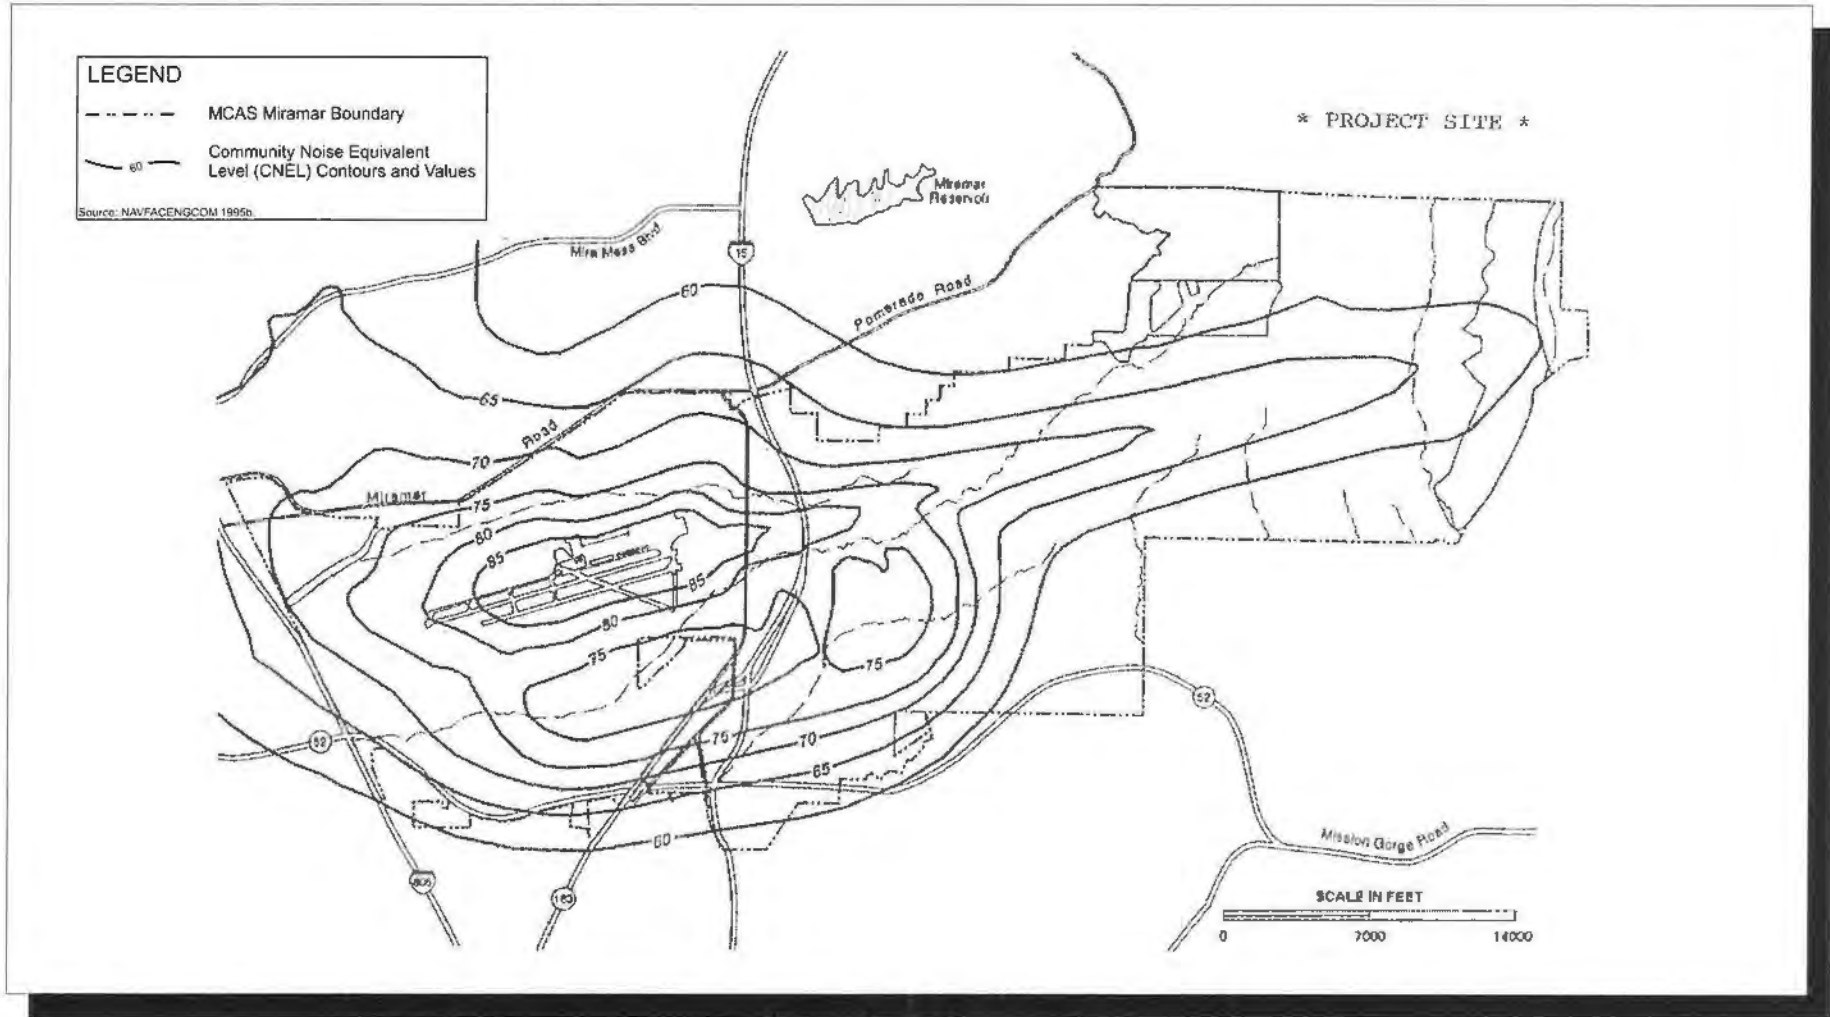 LEGEND
MCAS Miramar Boundary
60
Community Noise Equivalent
Level (CNEL) Contours and Values
Source: NAVFACENGCOM 1995b.
* PROJECT SITE *
Miramar
Reservoir
Mira Mesa Blvd
15
60
Pomerado Road
65
Road
70
Miramar
75
80
85
85
80
75
75
52
52
75
70
65
60
805
163
Mission Gorge Road
SCALE IN FEET
0 7000 14000